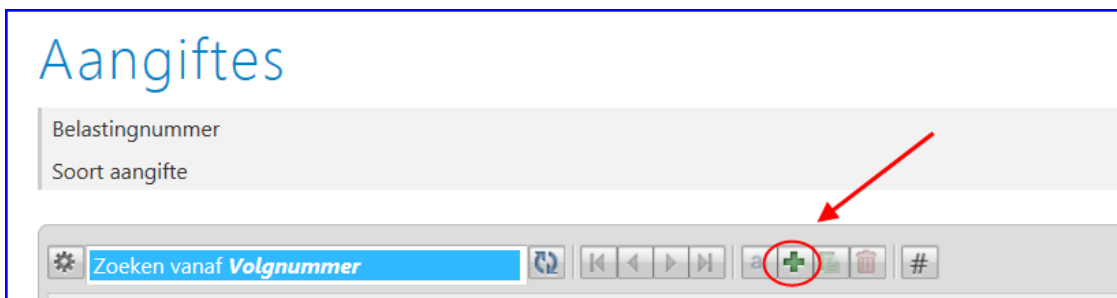 Aangiftes
Belastingnummer
Soort aangifte
Zoeken vanaf Volgnummer a #